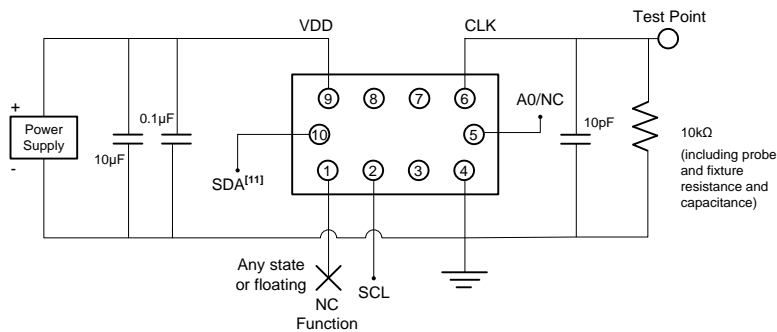 VDD
CLK
Test Point
+
Power
Supply
-
10µF
0.1µF
9
8
7
6
10
5
1
2
3
4
A0/NC
SDA[11]
10pF
10kΩ
(including probe
and fixture
resistance and
capacitance)
Any state
or floating
NC
Function
SCL